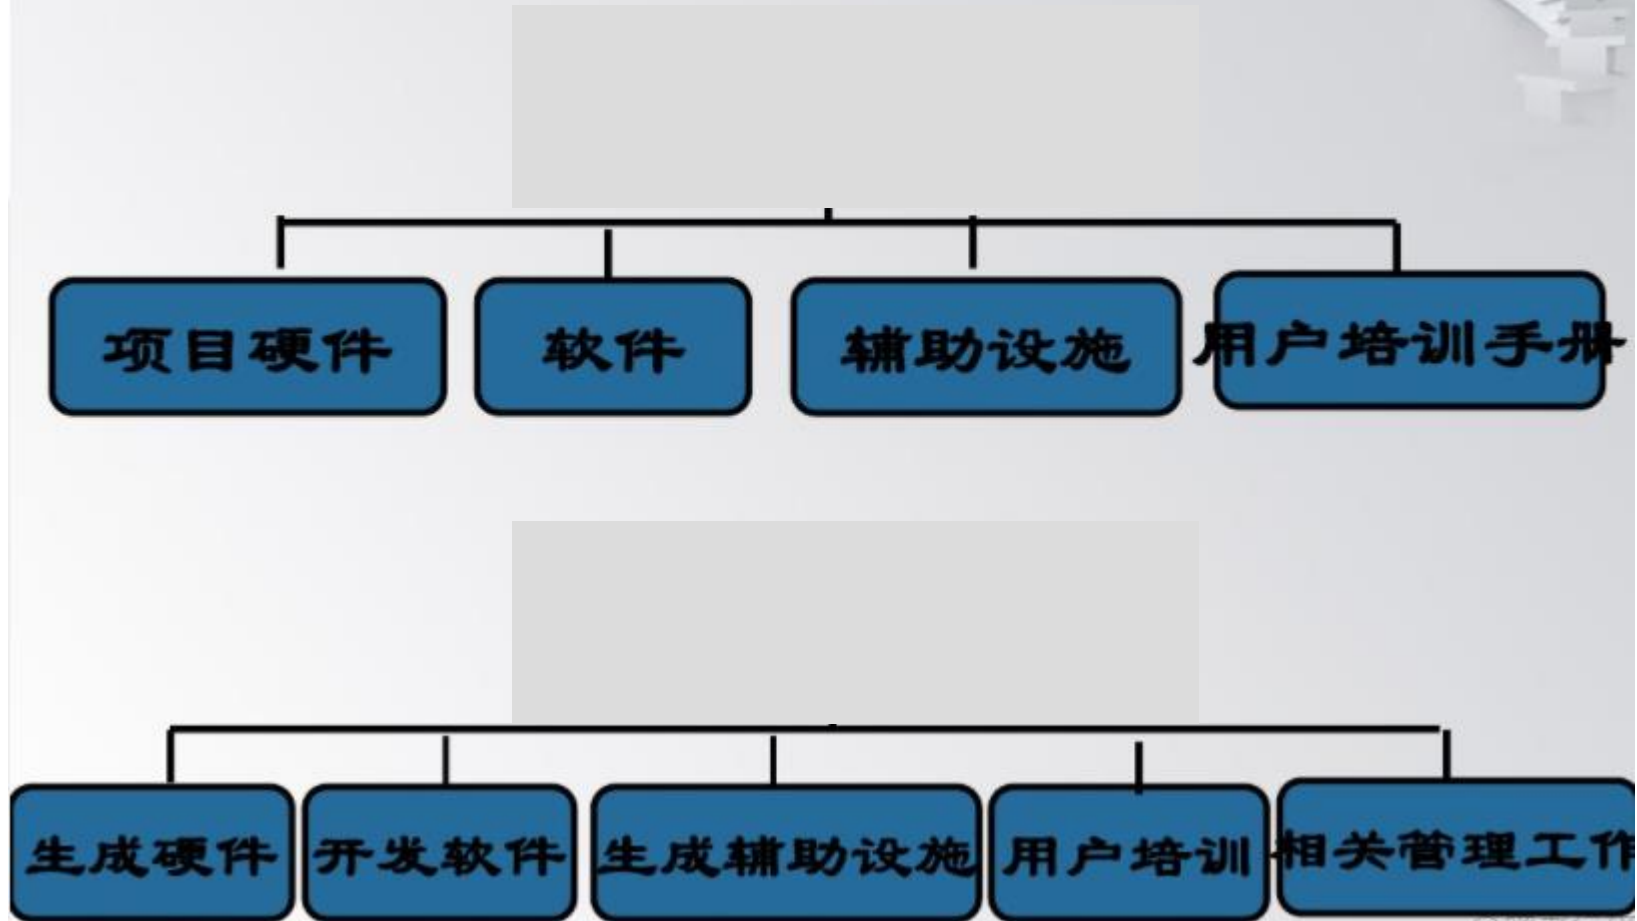 项目硬件
软件
辅助设施
用户培训手册
生成硬件
开发软件
生成辅助设施
用户培训
相关管理工作